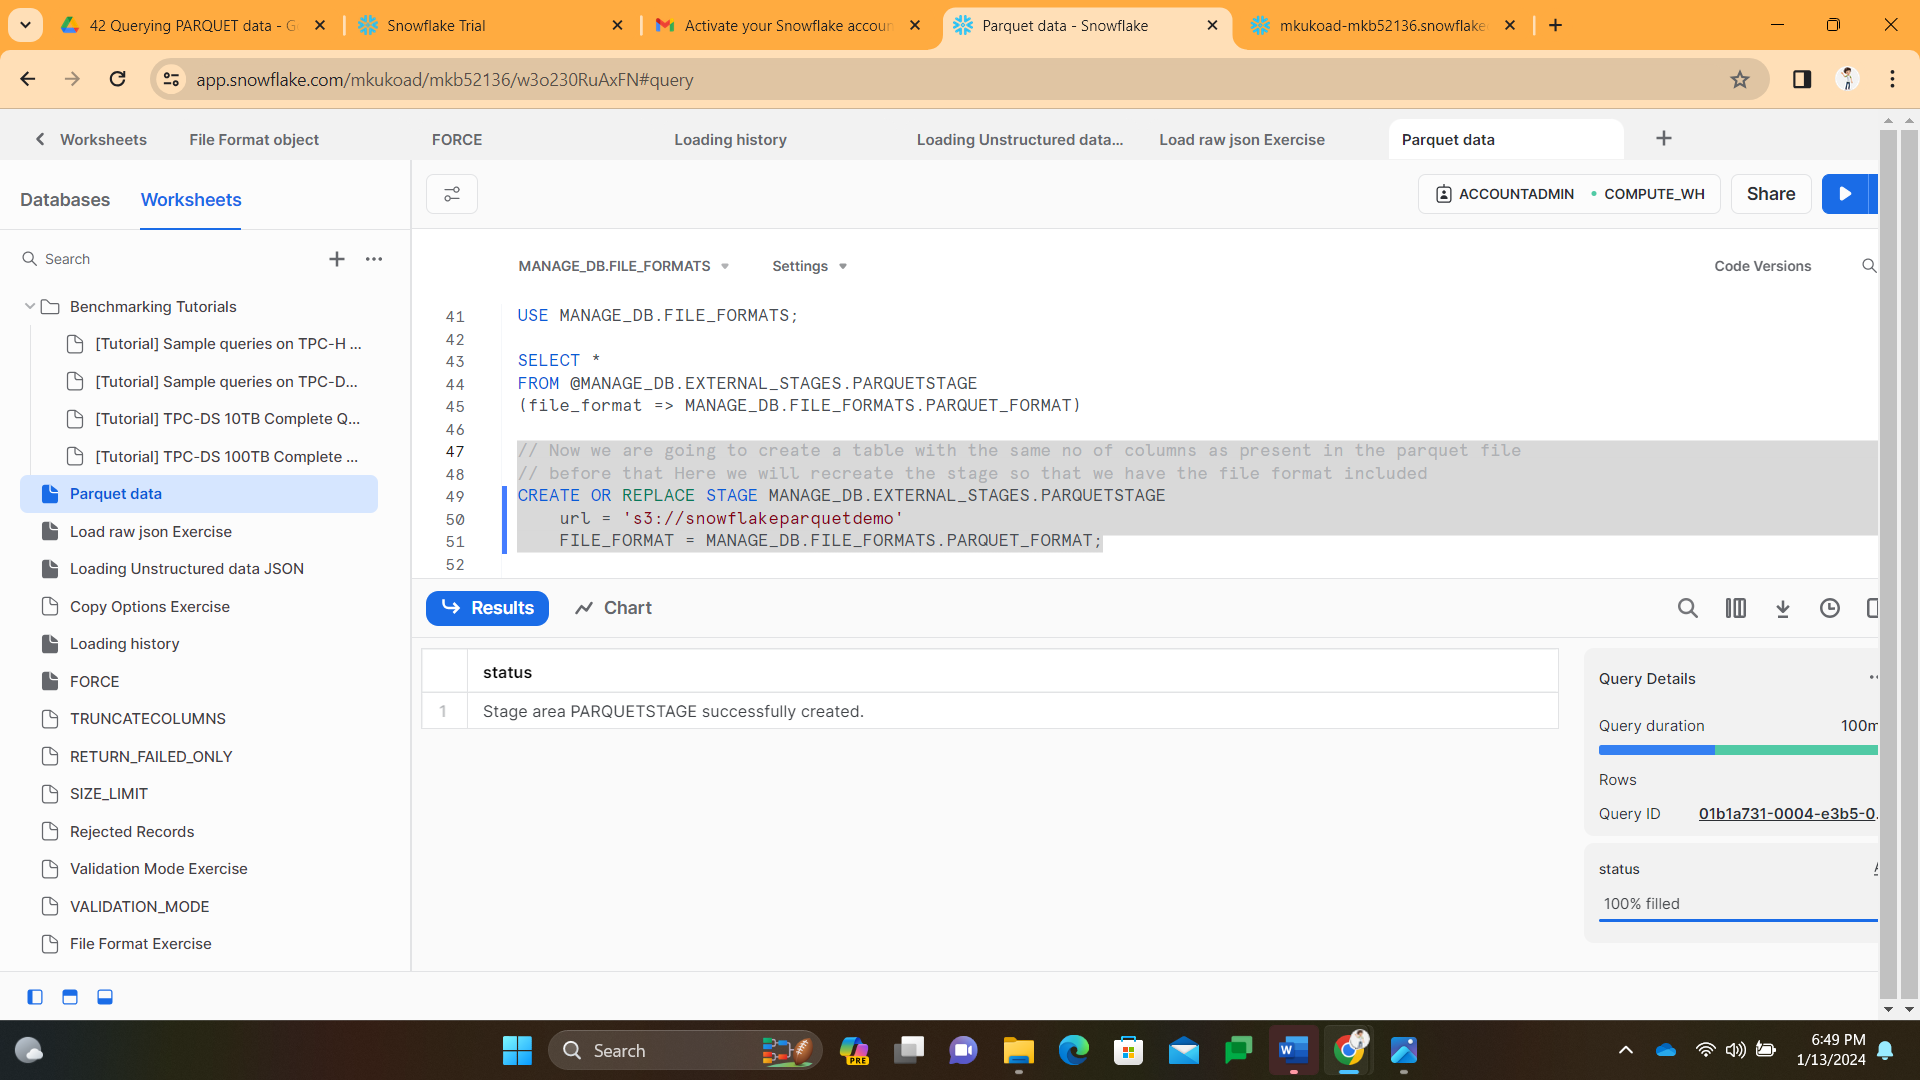 42 Querying PARQUET data - G
Snowflake Trial
Activate your Snowflake accoun
Parquet data - Snowflake
mkukoad-mkb52136.snowflake
app.snowflake.com/mkukoad/mkb52136/w3o230RuAxFN#query
Worksheets
File Format object
FORCE
Loading history
Loading Unstructured data...
Load raw json Exercise
Parquet data
Databases
Worksheets
ACCOUNTADMIN
COMPUTE_WH
Share
Search
MANAGE_DB.FILE_FORMATS
Settings
Code Versions
Benchmarking Tutorials
[Tutorial] Sample queries on TPC-H ...
[Tutorial] Sample queries on TPC-D...
[Tutorial] TPC-DS 10TB Complete Q...
[Tutorial] TPC-DS 100TB Complete ...
Parquet data
Load raw json Exercise
Loading Unstructured data JSON
Copy Options Exercise
Loading history
FORCE
TRUNCATECOLUMNS
RETURN_FAILED_ONLY
SIZE_LIMIT
Rejected Records
Validation Mode Exercise
VALIDATION_MODE
File Format Exercise
41 USE MANAGE_DB.FILE_FORMATS;
42
43 SELECT *
44 FROM @MANAGE_DB.EXTERNAL_STAGES.PARQUETSTAGE
45 (file_format => MANAGE_DB.FILE_FORMATS.PARQUET_FORMAT)
46
47 // Now we are going to create a table with the same no of columns as present in the parquet file
48 // before that Here we will recreate the stage so that we have the file format included
49 CREATE OR REPLACE STAGE MANAGE_DB.EXTERNAL_STAGES.PARQUETSTAGE
50 url = 's3://snowflakeparquetdemo'
51 FILE_FORMAT = MANAGE_DB.FILE_FORMATS.PARQUET_FORMAT;
52
Results
Chart
status
1 Stage area PARQUETSTAGE successfully created.
Query Details
Query duration 100m
Rows
Query ID 01b1a731-0004-e3b5-0.
status
100% filled
Search
PRE
6:49 PM
1/13/2024